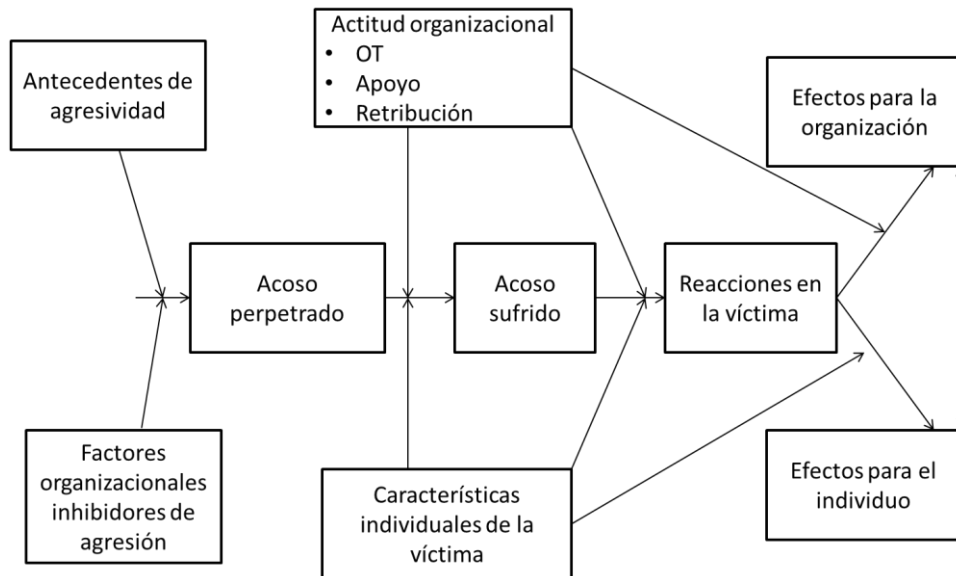 Actitud organizacional
• OT
• Apoyo
• Retribución
Antecedentes de
agresividad
Efectos para la
organización
Acoso
perpetrado
Acoso
sufrido
Reacciones en
la víctima
Factores
organizacionales
inhibidores de
agresión
Característicás
individuales de la
víctima
Efectos para el
individuo